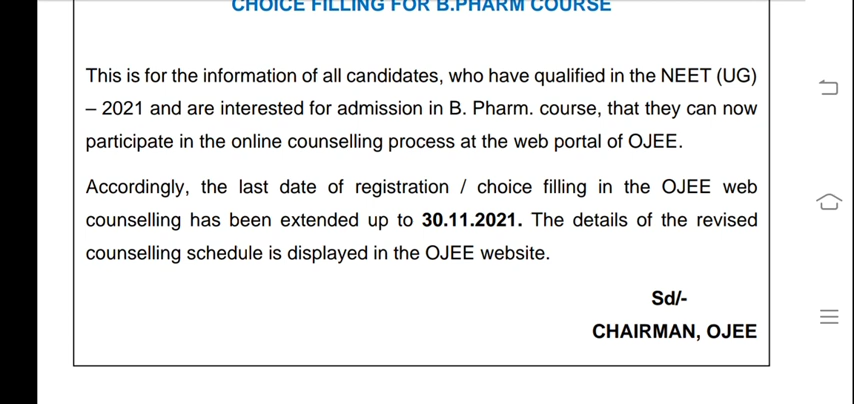 CHOICE FILLING FOR B.PHARM COURSE
This is for the information of all candidates, who have qualified in the NEET (UG)
– 2021 and are interested for admission in B. Pharm. course, that they can now
participate in the online counselling process at the web portal of OJEE.
Accordingly, the last date of registration / choice filling in the OJEE web
counselling has been extended up to 30.11.2021. The details of the revised
counselling schedule is displayed in the OJEE website.
Sd/-
CHAIRMAN, OJEE